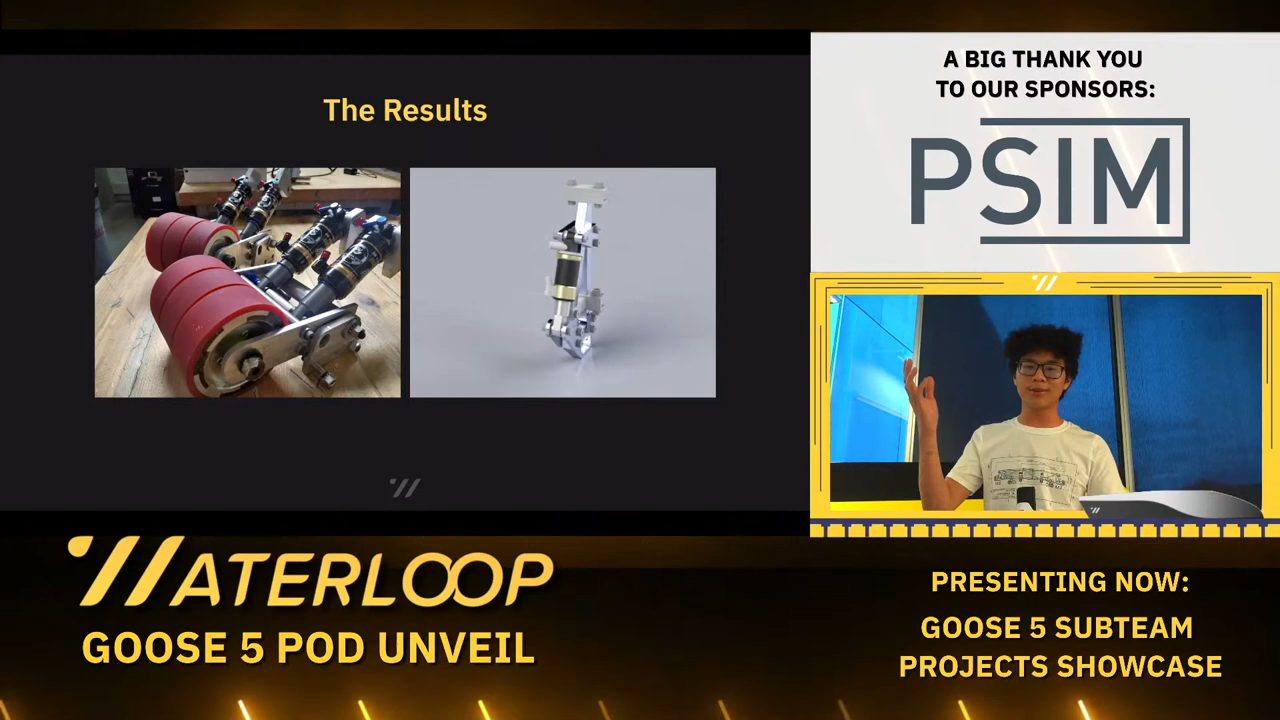 The Results
A BIG THANK YOU
TO OUR SPONSORS:
PSIM
WATERLOOP
GOOSE 5 POD UNVEIL
PRESENTING NOW:
GOOSE 5 SUBTEAM
PROJECTS SHOWCASE